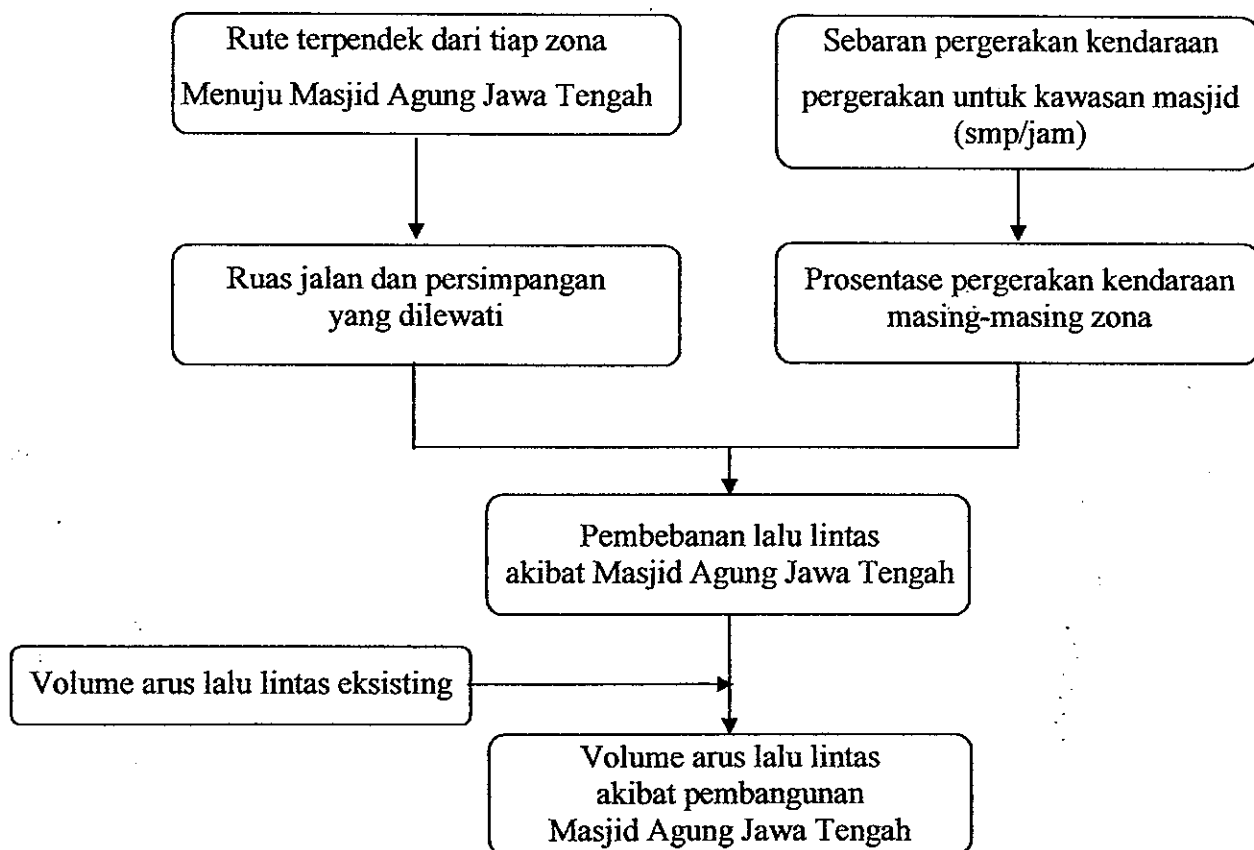 Rute terpendek dari tiap zona
Menuju Masjid Agung Jawa Tengah
Sebaran pergerakan kendaraan
pergerakan untuk kawasan masjid
(smp/jam)
Ruas jalan dan persimpangan
yang dilewati
Prosentase pergerakan kendaraan
masing-masing zona
Pembebanan lalu lintas
akibat Masjid Agung Jawa Tengah
Volume arus lalu lintas eksisting
Volume arus lalu lintas
akibat pembangunan
Masjid Agung Jawa Tengah